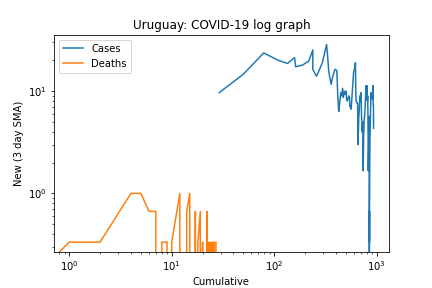 Uruguay: COVID-19 log graph
Cases
Deaths
New (3 day SMA)
10¹
10⁰
10⁰ 10¹ 10² 10³
Cumulative